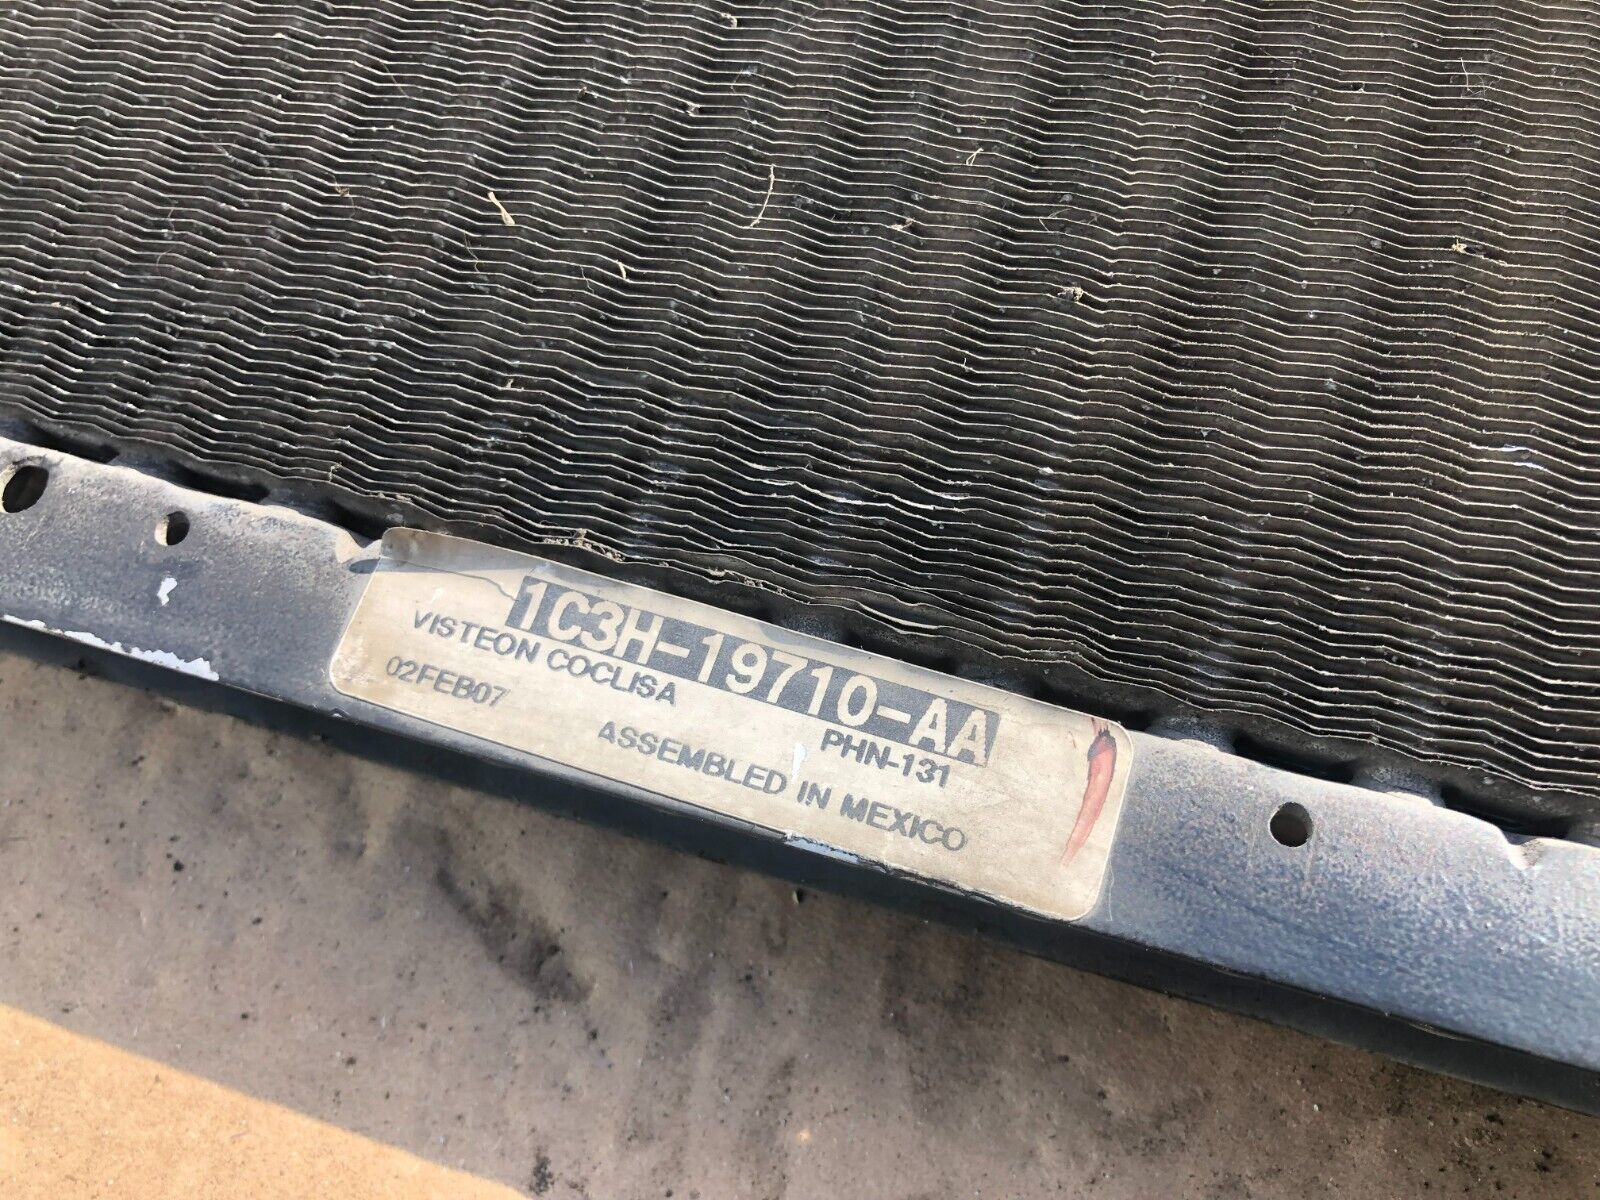 1C3H-19710-AA
VISTEON COCLISA PHN-131
02FEB07 ASSEMBLED IN MEXICO